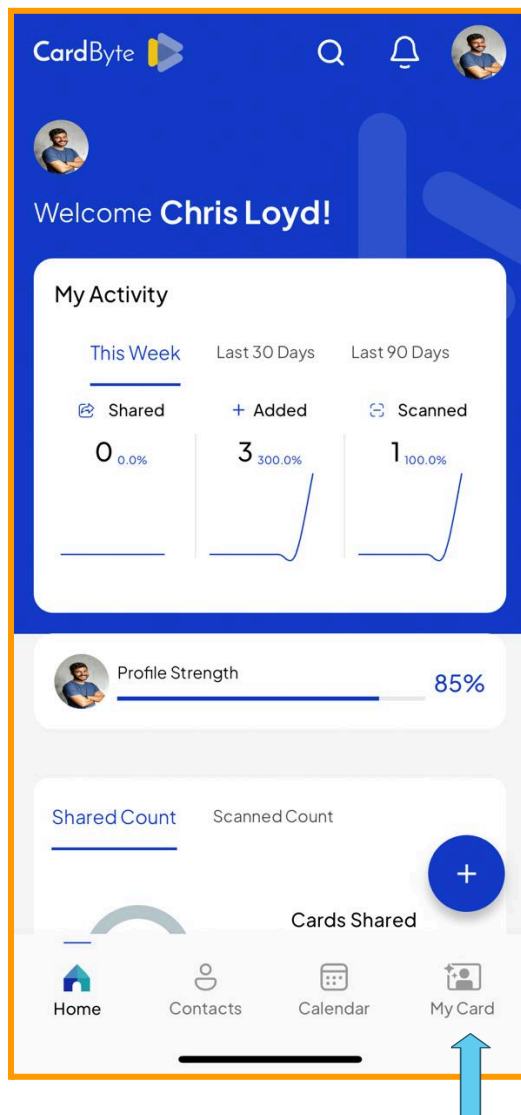 CardByte
Welcome Chris Loyd!
My Activity
This Week Last 30 Days Last 90 Days
Shared Added Scanned
0 0.0% 3 300.0% 1 100.0%
Profile Strength
85%
Shared Count Scanned Count
+
Cards Shared
Home Contacts Calendar My Card